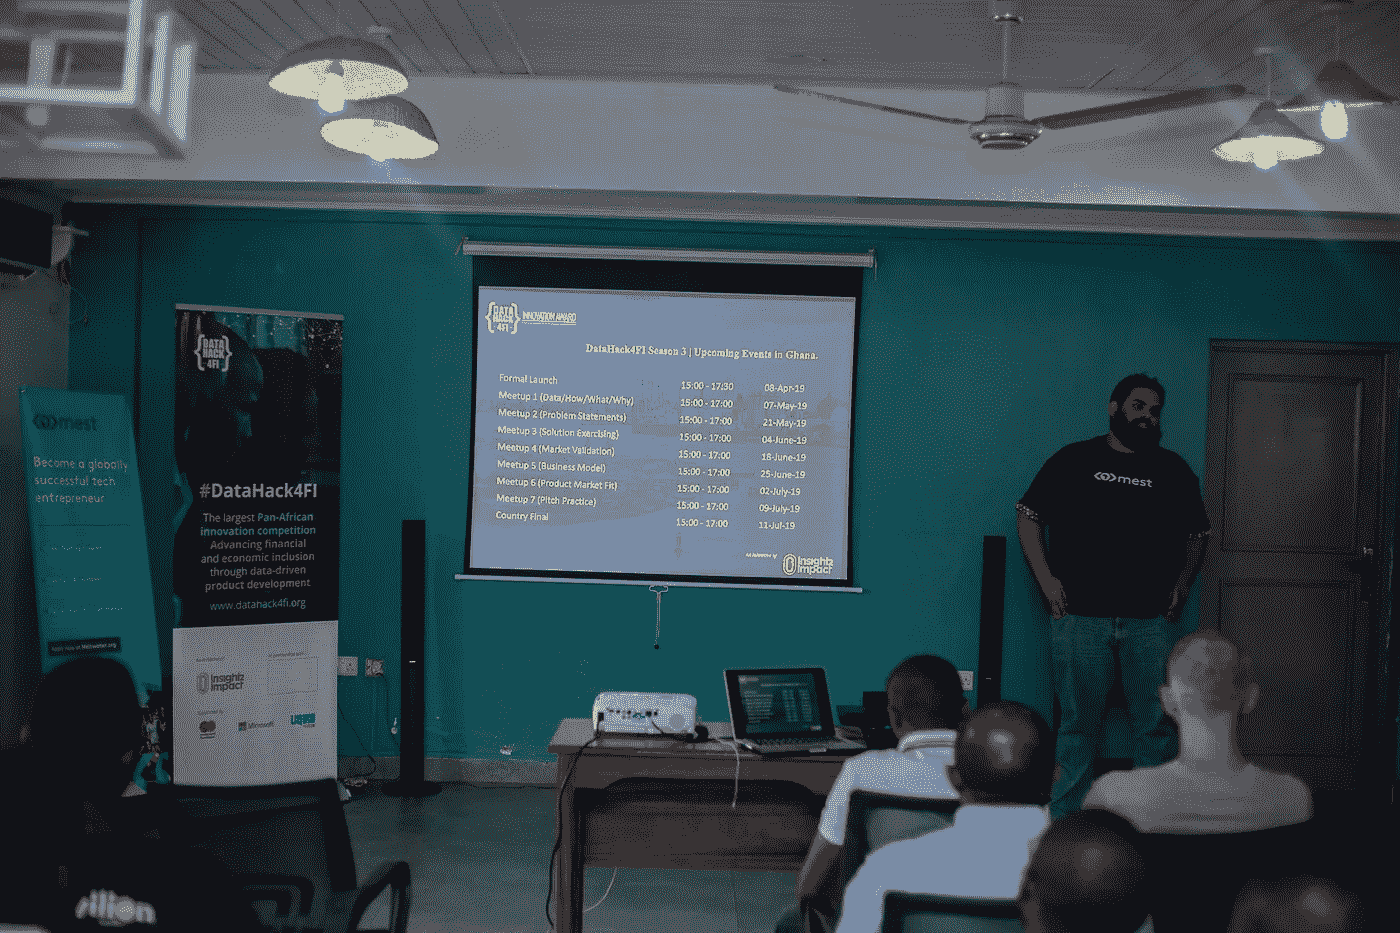 mest
Become a globally
successful tech
entrepreneur
{DATA
HACK
4FI}
#DataHack4FI
The largest Pan-African
innovation competition
Advancing financial
and economic inclusion
through data-driven
product development
www.datahack4fi.org
insight2
impact
Microsoft
{DATA
HACK
4FI} INNOVATION AWARD
DataHack4FI Season 3 | Upcoming Events in Ghana.
Formal Launch 15:00 - 17:30 08-Apr-19
Meetup 1 (Data/How/What/Why) 15:00 - 17:00 07-May-19
Meetup 2 (Problem Statements) 15:00 - 17:00 21-May-19
Meetup 3 (Solution Exercising) 15:00 - 17:00 04-June-19
Meetup 4 (Market Validation) 15:00 - 17:00 18-June-19
Meetup 5 (Business Model) 15:00 - 17:00 25-June-19
Meetup 6 (Product Market Fit) 15:00 - 17:00 02-July-19
Meetup 7 (Pitch Practice) 15:00 - 17:00 09-July-19
Country Final 15:00 - 17:00 11-Jul-19
insight2
impact
mest